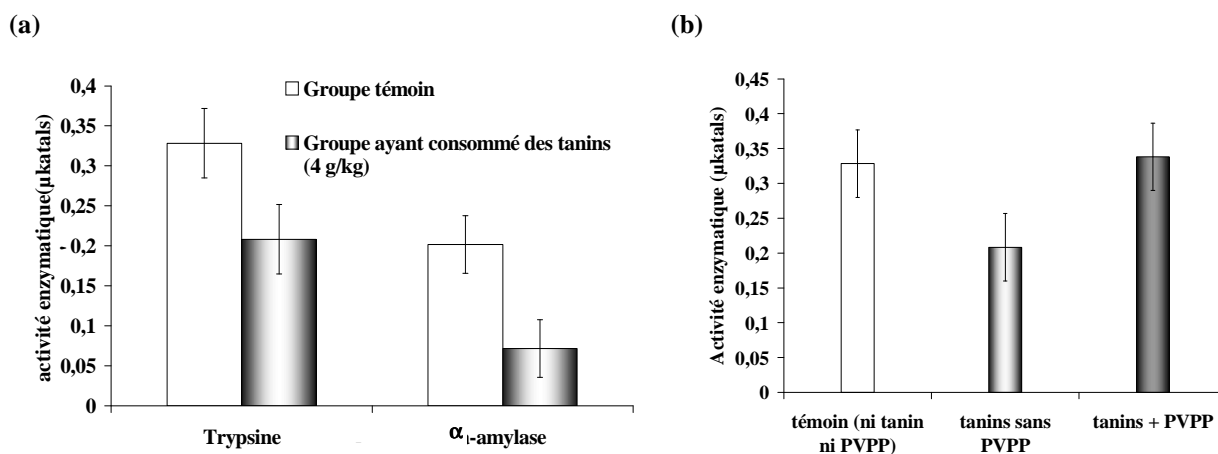 (a)
activité enzymatique(µkatals)
0,4
0,35
0,3
0,25
- 0,2
0,15
0,1
0,05
0
Groupe témoin
Groupe ayant consommé des tanins
(4 g/kg)
Trypsine
α-amylase
(b)
Activité enzymatique (µkatals)
0,45
0,4
0,35
0,3
0,25
0,2
0,15
0,1
0,05
0
témoin (ni tanin
ni PVPP)
tanins sans
PVPP
tanins + PVPP